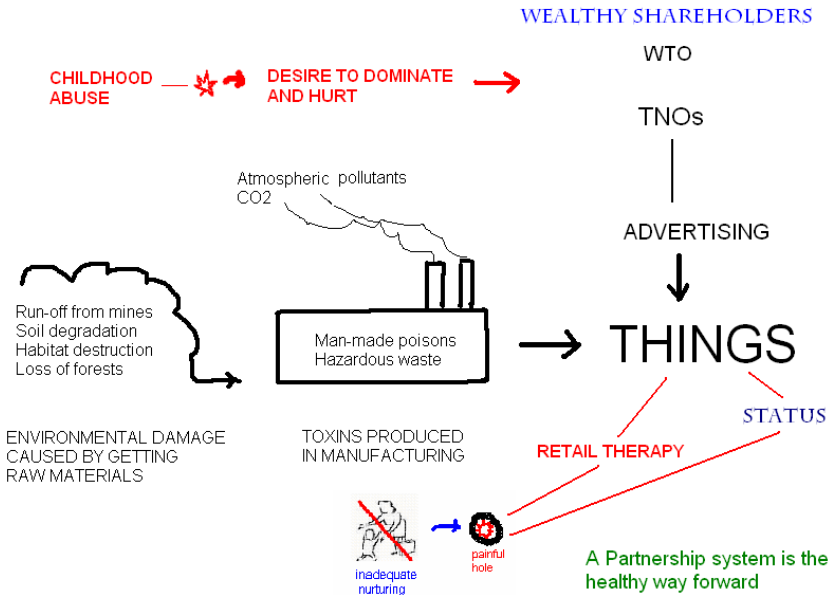 WEALTHY SHAREHOLDERS
WTO
CHILDHOOD
ABUSE
DESIRE TO DOMINATE
AND HURT
TNOs
Atmospheric pollutants
CO2
ADVERTISING
Run-off from mines
Soil degradation
Habitat destruction
Loss of forests
Man-made poisons
Hazardous waste
THINGS
STATUS
ENVIRONMENTAL DAMAGE
CAUSED BY GETTING
RAW MATERIALS
TOXINS PRODUCED
IN MANUFACTURING
RETAIL THERAPY
inadequate
nurturing
painful
hole
A Partnership system is the
healthy way forward